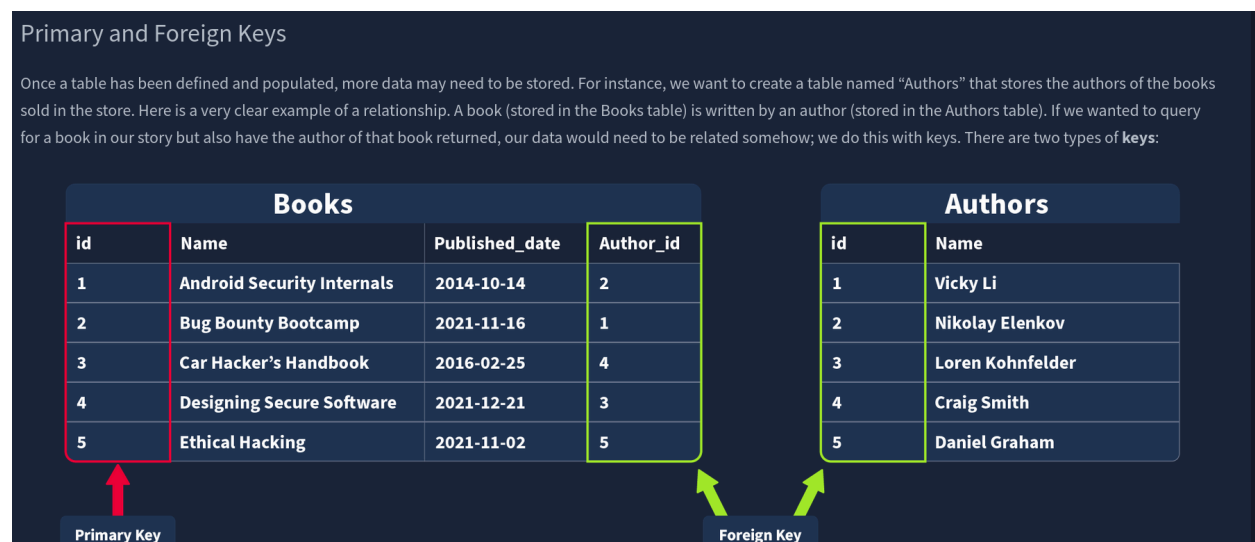 Primary and Foreign Keys
Once a table has been defined and populated, more data may need to be stored. For instance, we want to create a table named “Authors” that stores the authors of the books
sold in the store. Here is a very clear example of a relationship. A book (stored in the Books table) is written by an author (stored in the Authors table). If we wanted to query
for a book in our story but also have the author of that book returned, our data would need to be related somehow; we do this with keys. There are two types of keys:
Books
id Name Published_date Author_id
1 Android Security Internals 2014-10-14 2
2 Bug Bounty Bootcamp 2021-11-16 1
3 Car Hacker’s Handbook 2016-02-25 4
4 Designing Secure Software 2021-12-21 3
5 Ethical Hacking 2021-11-02 5
Authors
id Name
1 Vicky Li
2 Nikolay Elenkov
3 Loren Kohnfelder
4 Craig Smith
5 Daniel Graham
Primary Key
Foreign Key